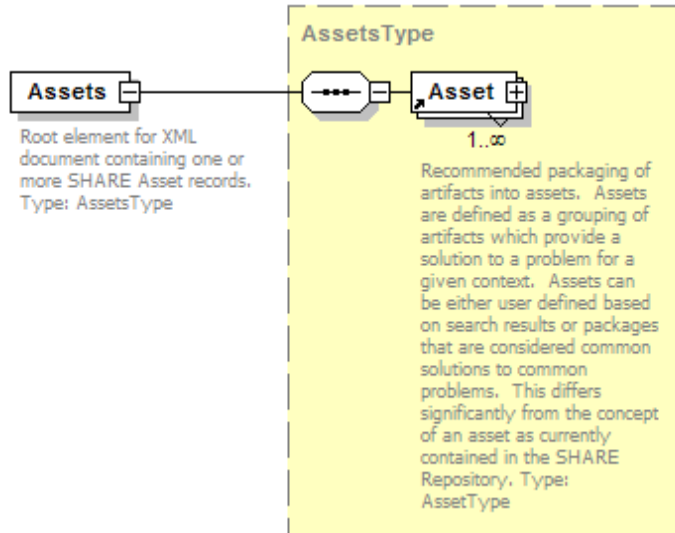 AssetsType
Assets
Asset
1..∞
Root element for XML
document containing one or
more SHARE Asset records.
Type: AssetsType
Recommended packaging of
artifacts into assets.  Assets
are defined as a grouping of
artifacts which provide a
solution to a problem for a
given context.  Assets can
be either user defined based
on search results or packages
that are considered common
solutions to common
problems.  This differs
significantly from the concept
of an asset as currently
contained in the SHARE
Repository. Type:
AssetType